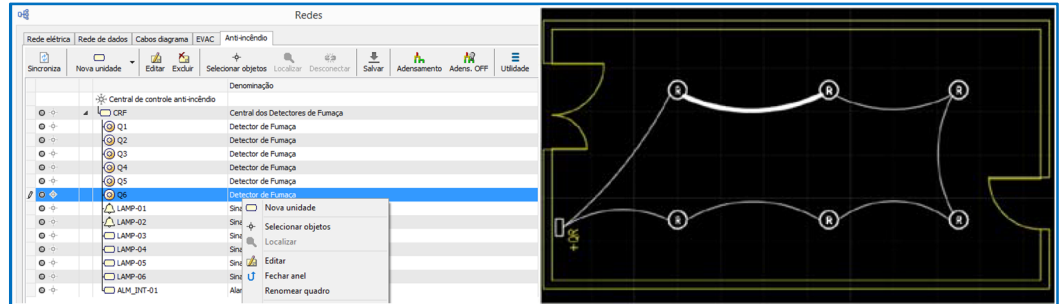 Redes
Rede elétrica Rede de dados Cabos diagrama EVAC Anti-incêndio
Sincroniza Nova unidade Editar Excluir Selecionar objetos Localizar Desconectar Salvar Adensamento Adens. OFF Utilidade
Denominação
Central de controle anti-incêndio
CRF Central dos Detectores de Fumaça
Q1 Detector de Fumaça
Q2 Detector de Fumaça
Q3 Detector de Fumaça
Q4 Detector de Fumaça
Q5 Detector de Fumaça
Q6 Detector de Fumaça
LAMP-01 Sina
LAMP-02 Sina
LAMP-03 Sina
LAMP-04 Sina
LAMP-05 Sina
LAMP-06 Sina
ALM_INT-01 Alar
Nova unidade
Selecionar objetos
Localizar
Editar
Fechar anel
Renomear quadro
R R R
R R R
+QR